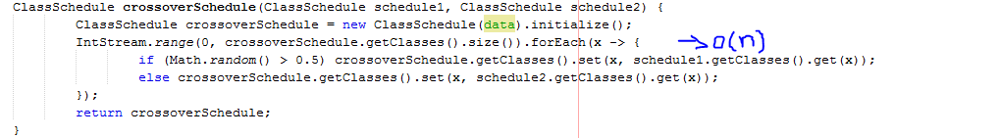 ClassSchedule crossoverSchedule(ClassSchedule schedule1, ClassSchedule schedule2) {
ClassSchedule crossoverSchedule = new ClassSchedule(data).initialize();
IntStream.range(0, crossoverSchedule.getClasses().size()).forEach(x -> { →O(n)
if (Math.random() > 0.5) crossoverSchedule.getClasses().set(x, schedule1.getClasses().get(x));
else crossoverSchedule.getClasses().set(x, schedule2.getClasses().get(x));
});
return crossoverSchedule;
}